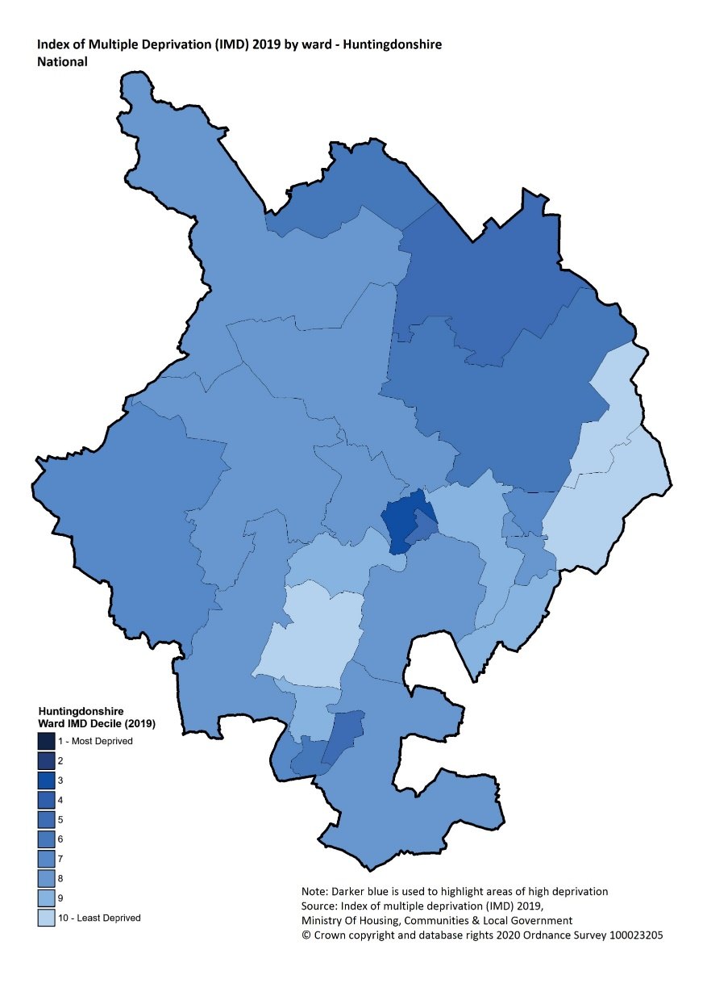 Index of Multiple Deprivation (IMD) 2019 by ward - Huntingdonshire
National
Huntingdonshire
Ward IMD Decile (2019)
1 - Most Deprived
2
3
4
5
6
7
8
9
10 - Least Deprived
Note: Darker blue is used to highlight areas of high deprivation
Source: Index of multiple deprivation (IMD) 2019,
Ministry Of Housing, Communities & Local Government
© Crown copyright and database rights 2020 Ordnance Survey 100023205